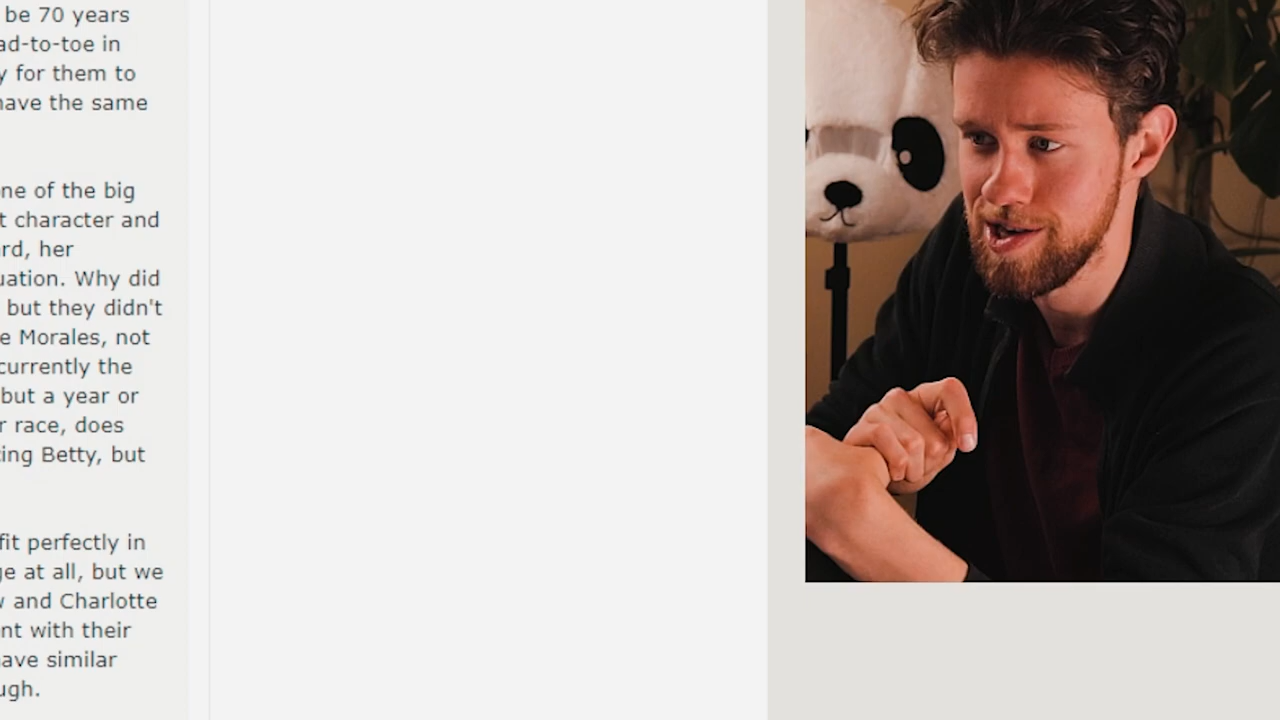 be 70 years
ad-to-toe in
y for them to
have the same
ne of the big
t character and
rd, her
uation. Why did
but they didn't
e Morales, not
currently the
but a year or
r race, does
cing Betty, but
fit perfectly in
ge at all, but we
w and Charlotte
nt with their
ave similar
ugh.